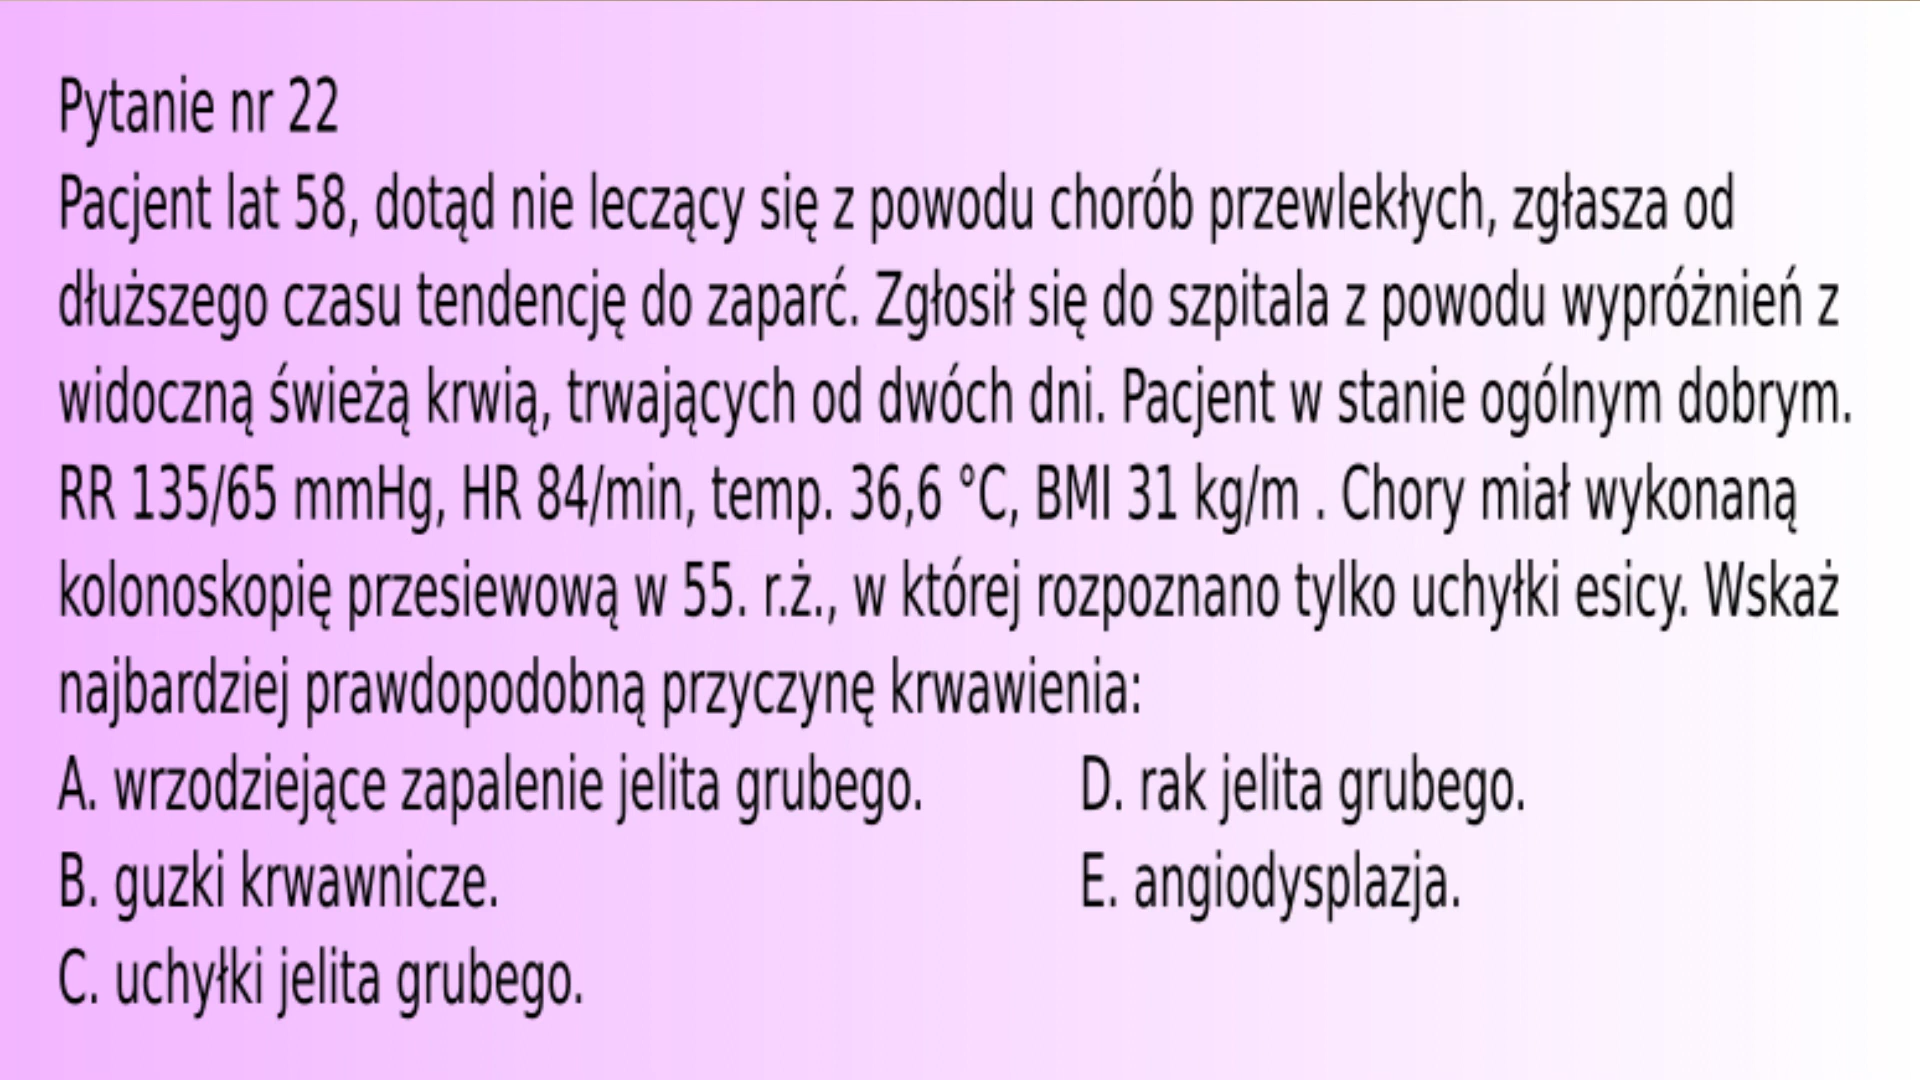 Pytanie nr 22
Pacjent lat 58, dotąd nie leczący się z powodu chorób przewlekłych, zgłasza od
dłuższego czasu tendencję do zaparć. Zgłosił się do szpitala z powodu wypróżnień z
widoczną świeżą krwią, trwających od dwóch dni. Pacjent w stanie ogólnym dobrym.
RR 135/65 mmHg, HR 84/min, temp. 36,6 °C, BMI 31 kg/m . Chory miał wykonaną
kolonoskopię przesiewową w 55. r.ż., w której rozpoznano tylko uchyłki esicy. Wskaż
najbardziej prawdopodobną przyczynę krwawienia:
A. wrzodziejące zapalenie jelita grubego.
B. guzki krwawnicze.
C. uchyłki jelita grubego.
D. rak jelita grubego.
E. angiodysplazja.